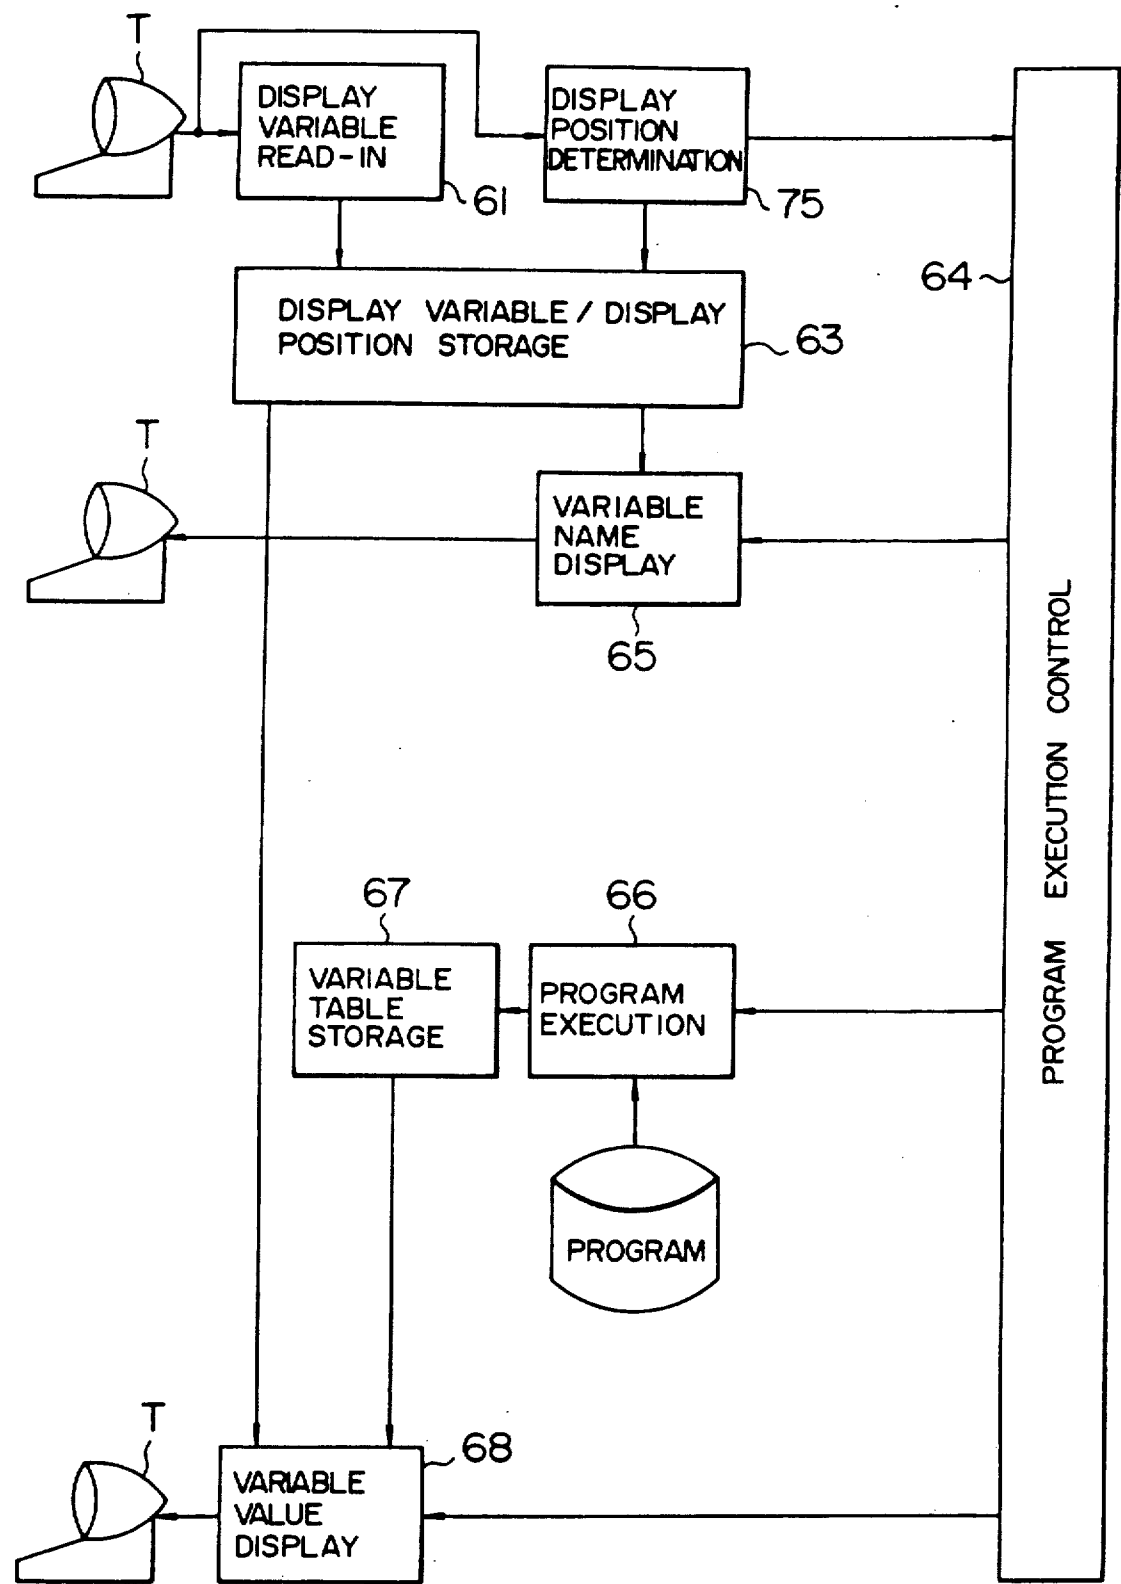 T
DISPLAY
VARIABLE
READ-IN
61
DISPLAY
POSITION
DETERMINATION
75
64
DISPLAY VARIABLE / DISPLAY
POSITION STORAGE
63
T
VARIABLE
NAME
DISPLAY
65
PROGRAM EXECUTION CONTROL
67
VARIABLE
TABLE
STORAGE
66
PROGRAM
EXECUTION
PROGRAM
T
68
VARIABLE
VALUE
DISPLAY